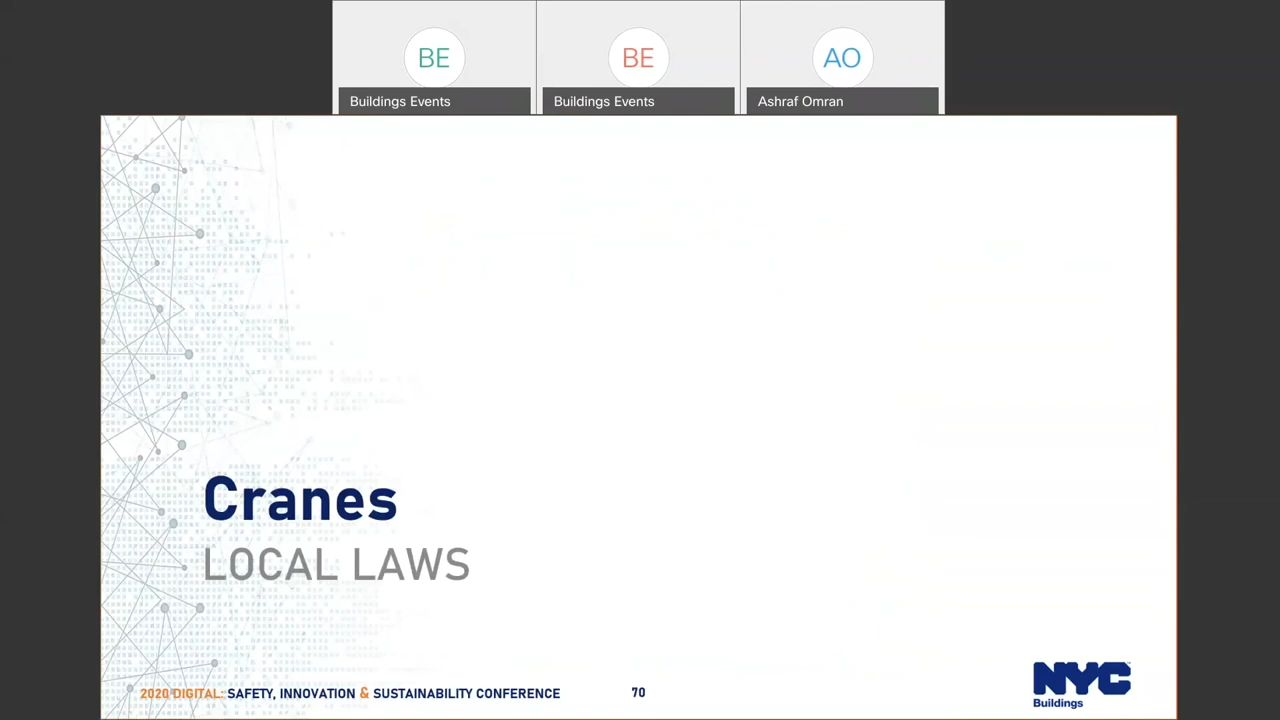 BE
BE
AO
Buildings Events
Buildings Events
Ashraf Omran
Cranes
LOCAL LAWS
2020 DIGITAL: SAFETY, INNOVATION & SUSTAINABILITY CONFERENCE
70
NYC
Buildings